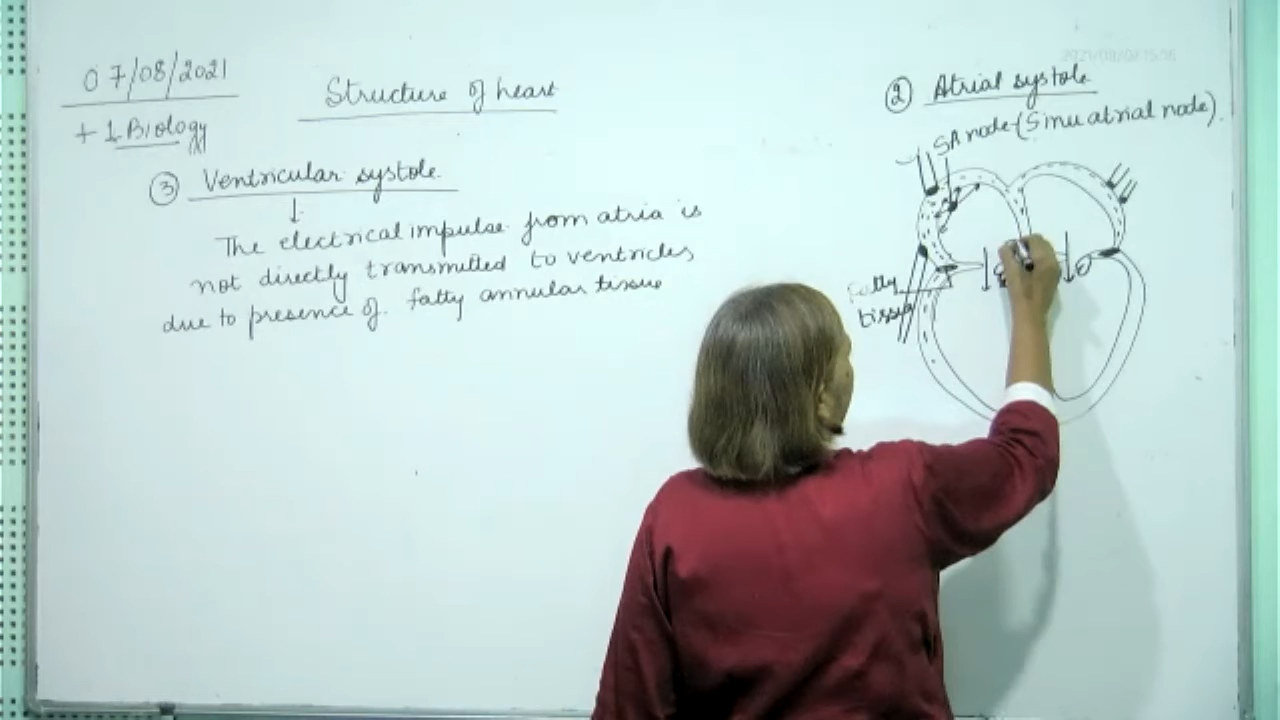 07/08/2021
+1 Biology
Structure of heart
③ Ventricular systole
The electrical impulse from atria is
not directly transmitted to ventricles
due to presence of fatty annular tissue
② Atrial systole
SA node (Sinu atrial node).
fatty
tissue